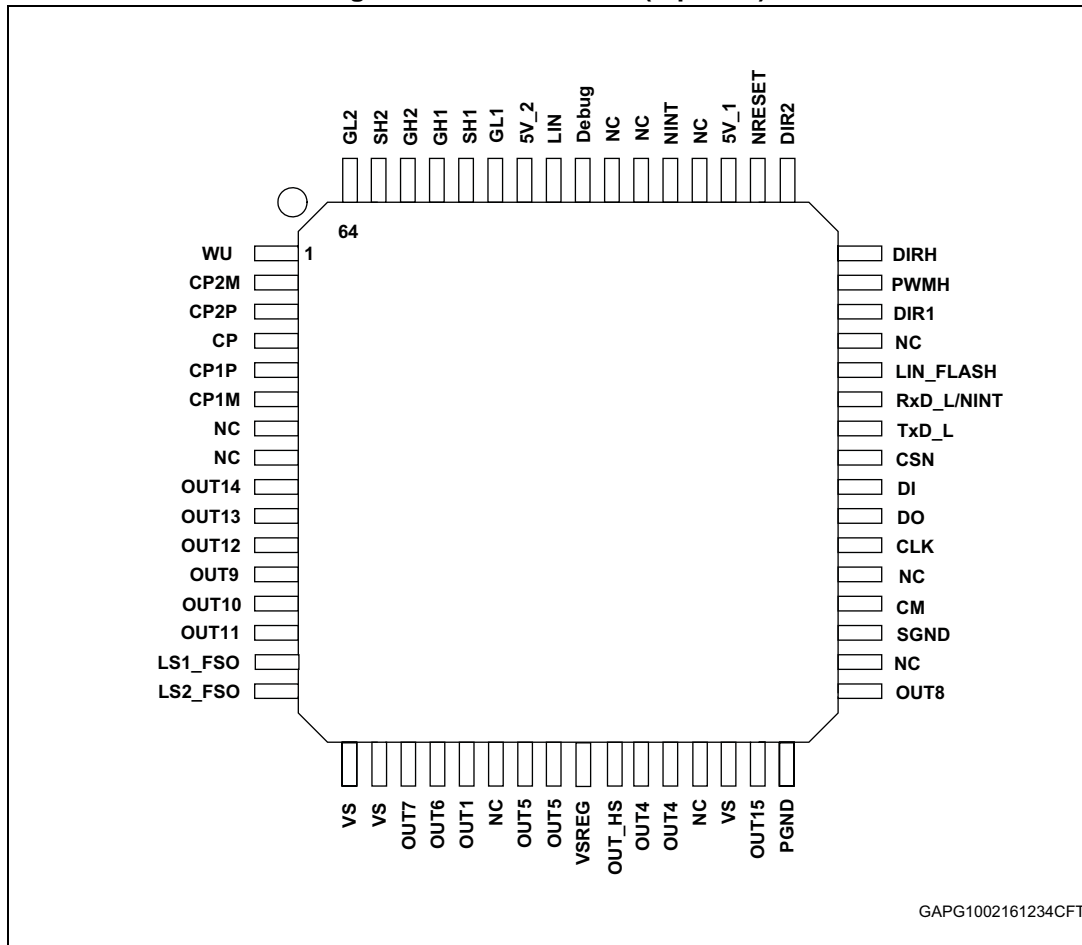 GL2
SH2
GH2
GH1
SH1
GL1
5V_2
LIN
Debug
NC
NC
NINT
NC
5V_1
NRESET
DIR2
64
1
WU
CP2M
CP2P
CP
CP1P
CP1M
NC
NC
OUT14
OUT13
OUT12
OUT9
OUT10
OUT11
LS1_FSO
LS2_FSO
DIRH
PWMH
DIR1
NC
LIN_FLASH
RxD_L/NINT
TxD_L
CSN
DI
DO
CLK
NC
CM
SGND
NC
OUT8
VS
VS
OUT7
OUT6
OUT1
NC
OUT5
OUT5
VSREG
OUT_HS
OUT4
OUT4
NC
VS
OUT15
PGND
GAPG1002161234CFT